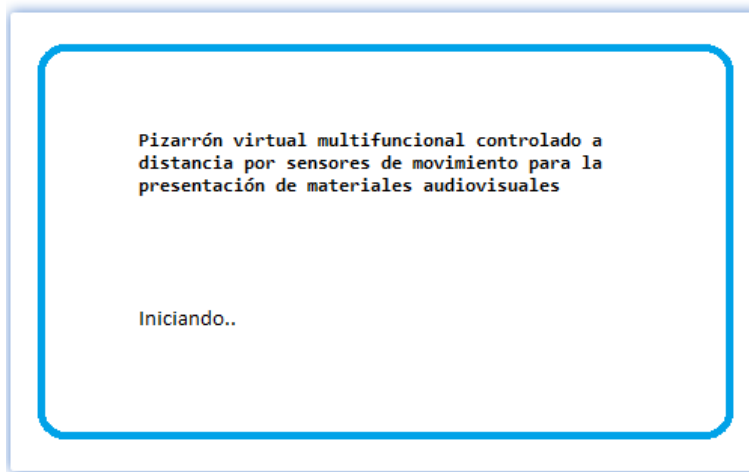 Pizarrón virtual multifuncional controlado a
distancia por sensores de movimiento para la
presentación de materiales audiovisuales
Iniciando..